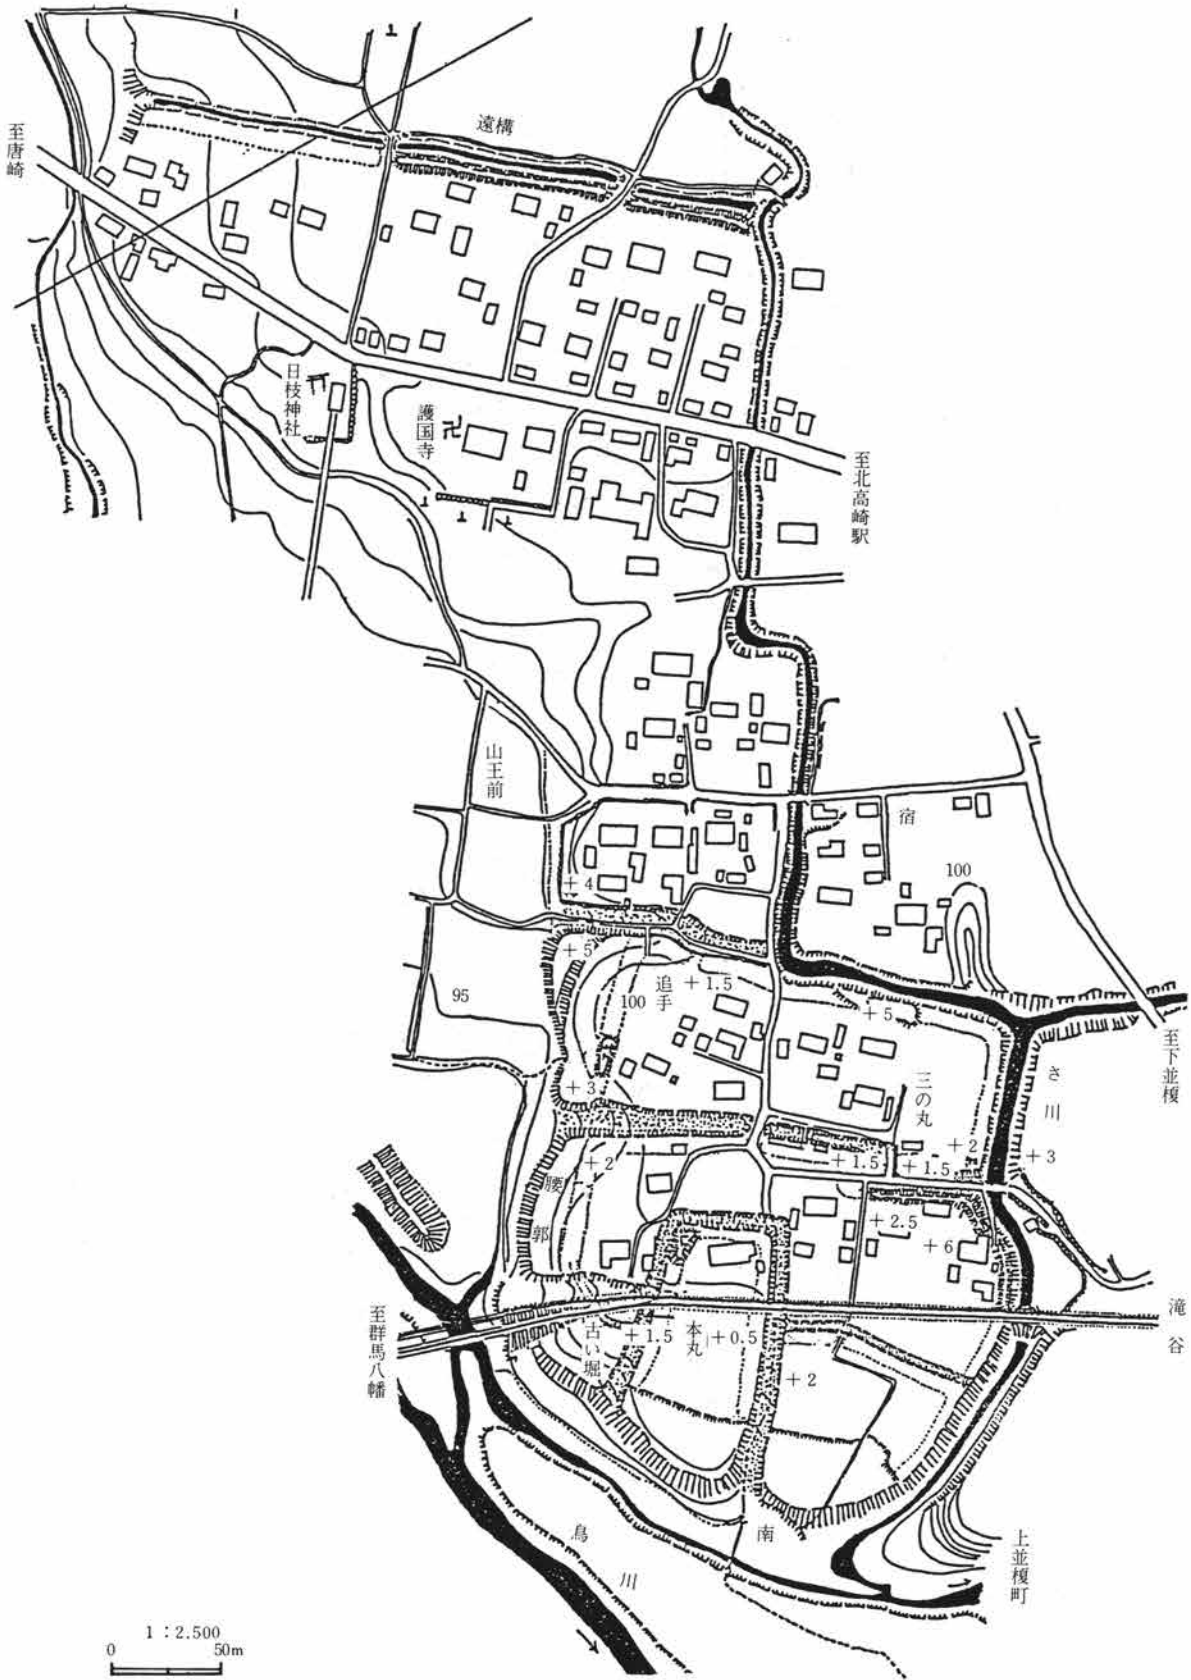 遠構
至唐崎
日枝神社
護国寺
至北高崎駅
山王前
宿
100
+4
+5
追手
+1.5
95
100
+5
至下並榎
さ川
三の丸
+3
+2
+3
+1.5
+1.5
+2
腰郭
+2.5
+6
至群馬八幡
古い堀
+1.5
本丸
+0.5
滝谷
+2
南
烏川
上並榎町
1:2.500
0 50m